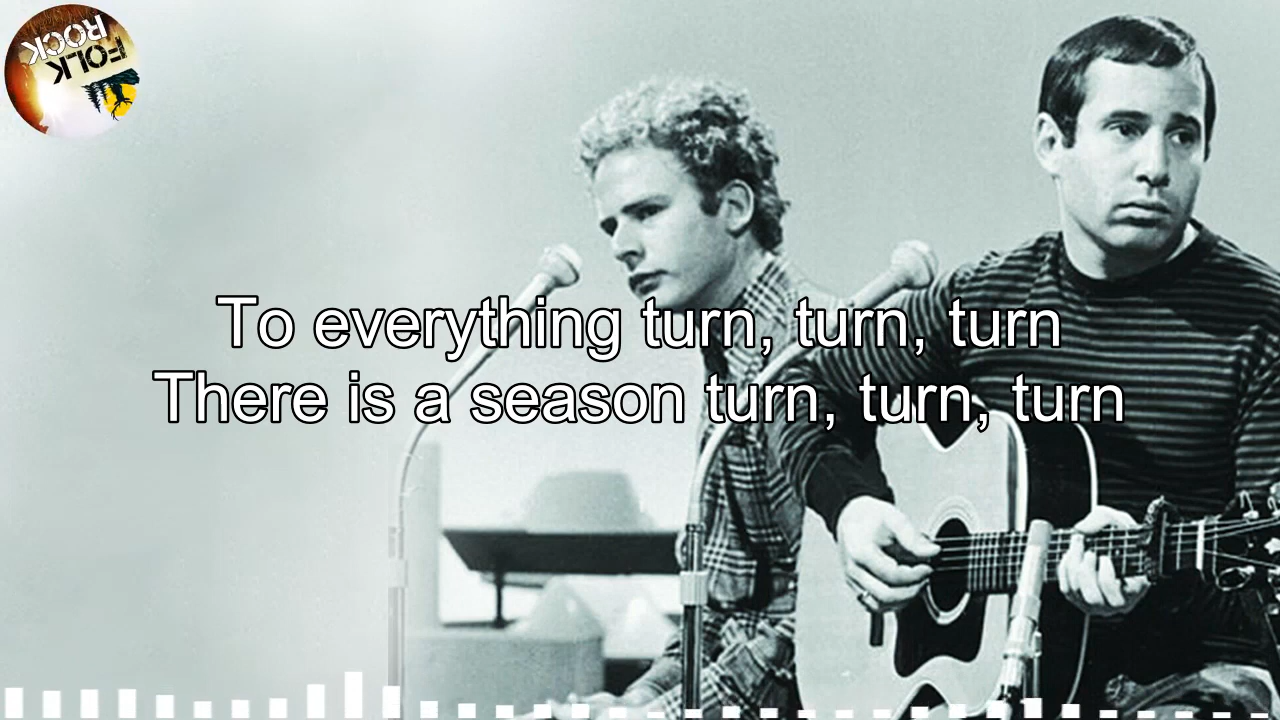 ROCK
FOLK
To everything turn, turn, turn
There is a season turn, turn, turn